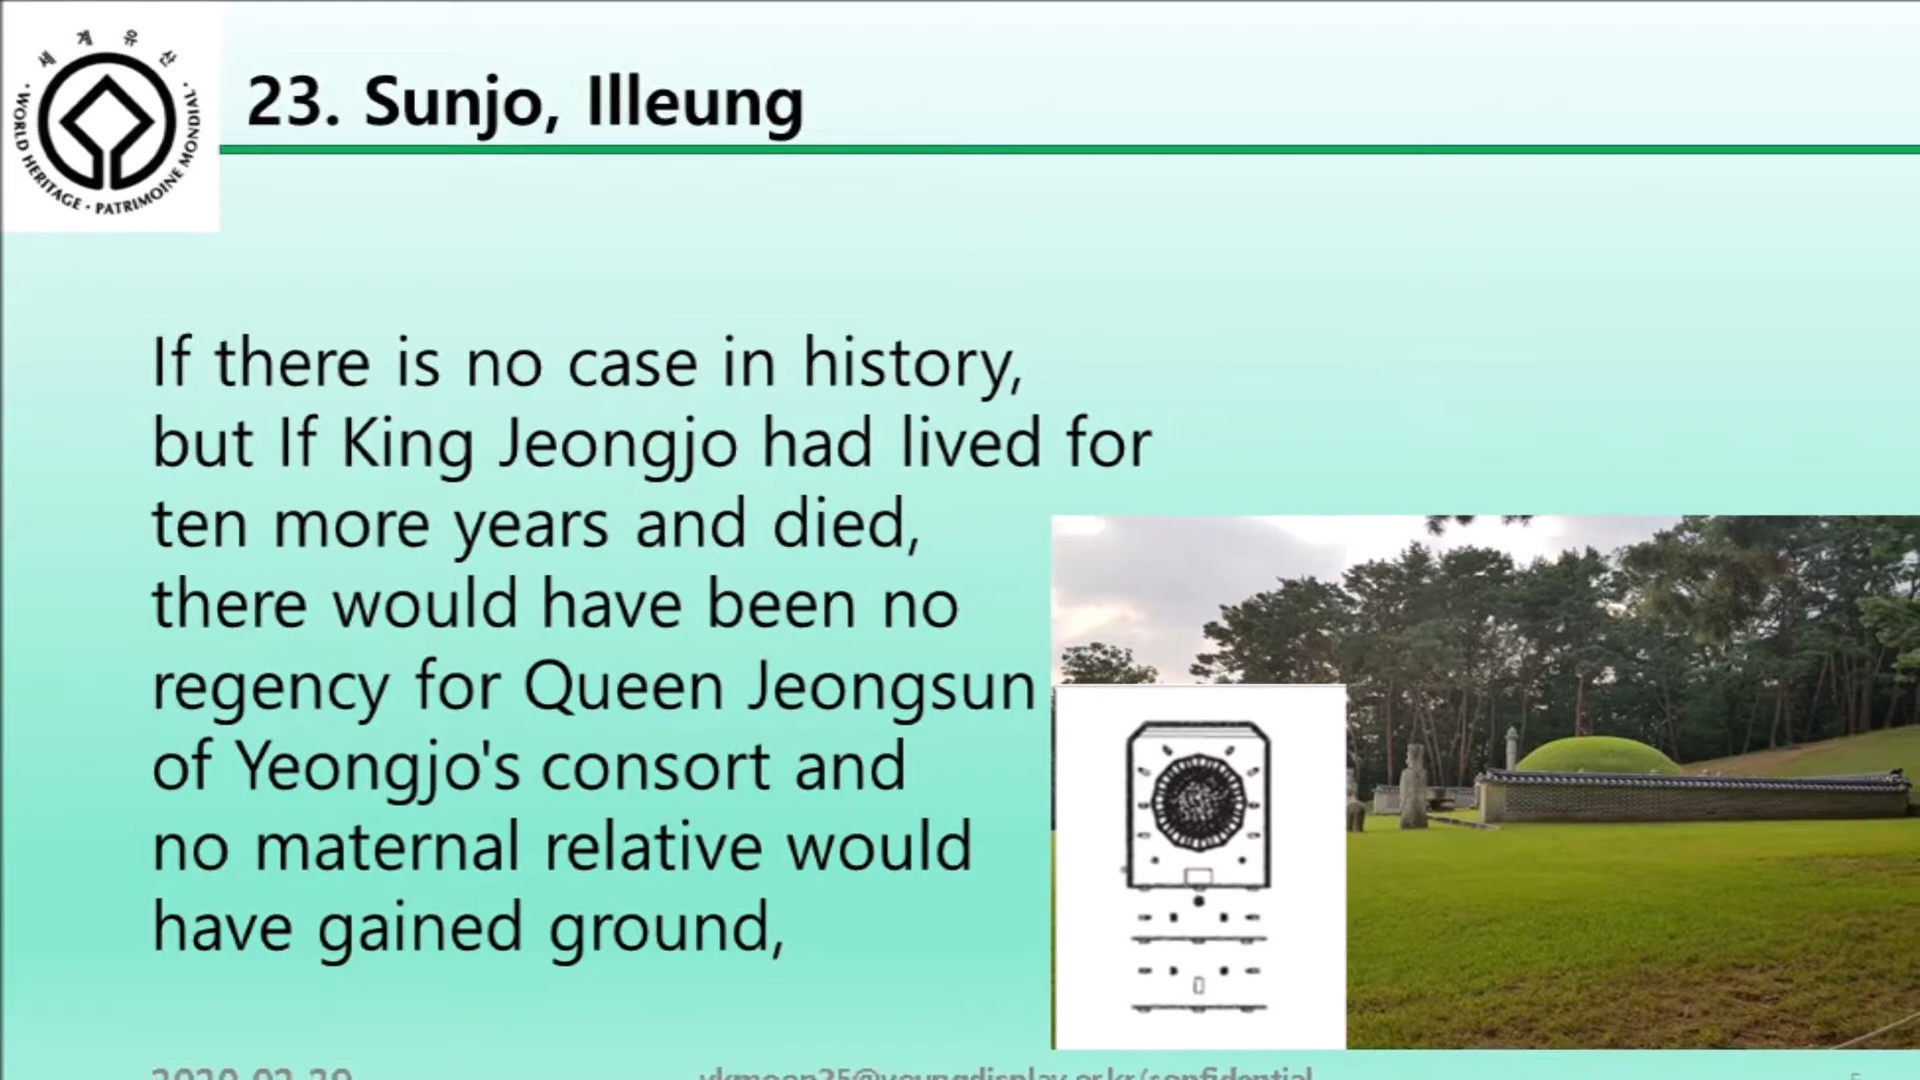 세 계 유 산
· WORLD HERITAGE · PATRIMOINE MONDIAL ·
23. Sunjo, Illeung
If there is no case in history,
but If King Jeongjo had lived for
ten more years and died,
there would have been no
regency for Queen Jeongsun
of Yeongjo's consort and
no maternal relative would
have gained ground,